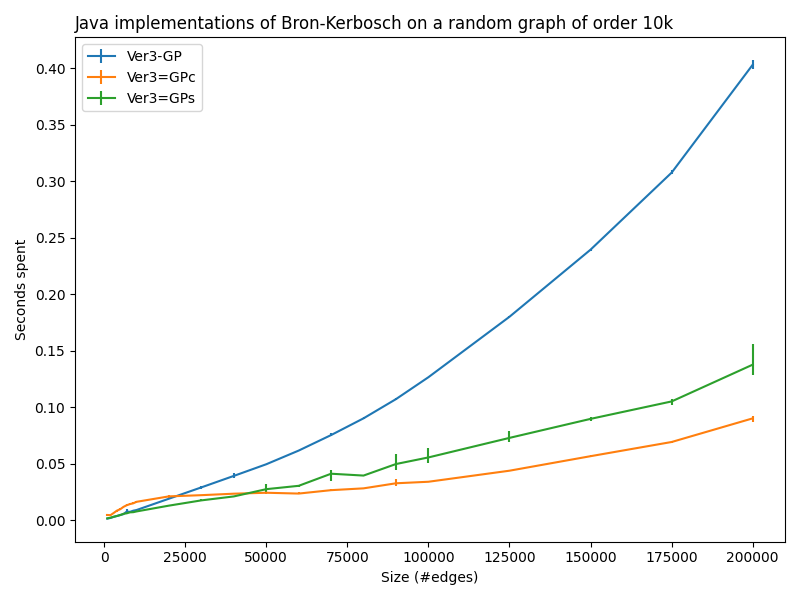 Java implementations of Bron-Kerbosch on a random graph of order 10k
Ver3-GP
Ver3=GPc
Ver3=GPs
0.40
0.35
0.30
0.25
0.20
0.15
0.10
0.05
0.00
Seconds spent
0 25000 50000 75000 100000 125000 150000 175000 200000
Size (#edges)